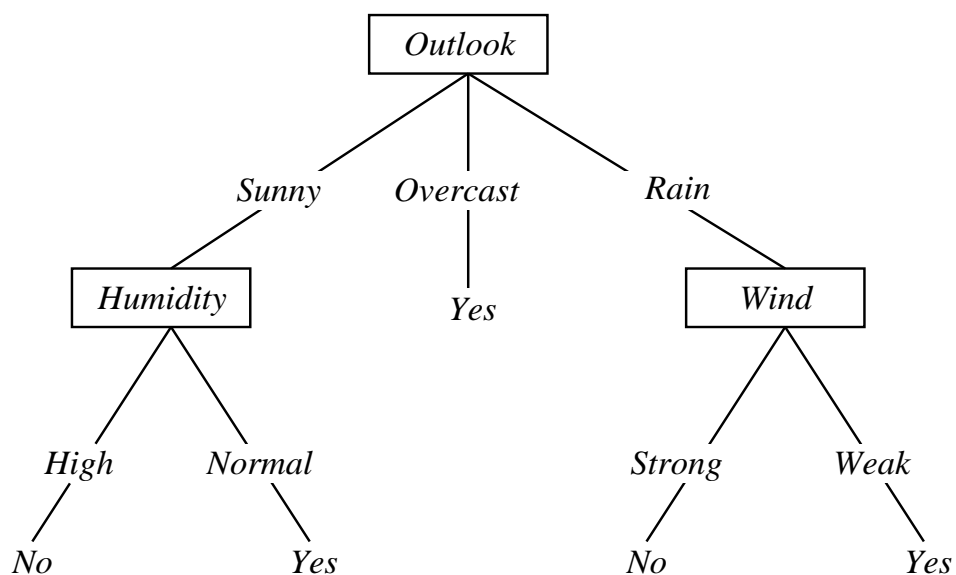 Outlook
Sunny Overcast Rain
Humidity Yes Wind
High Normal Strong Weak
No Yes No Yes